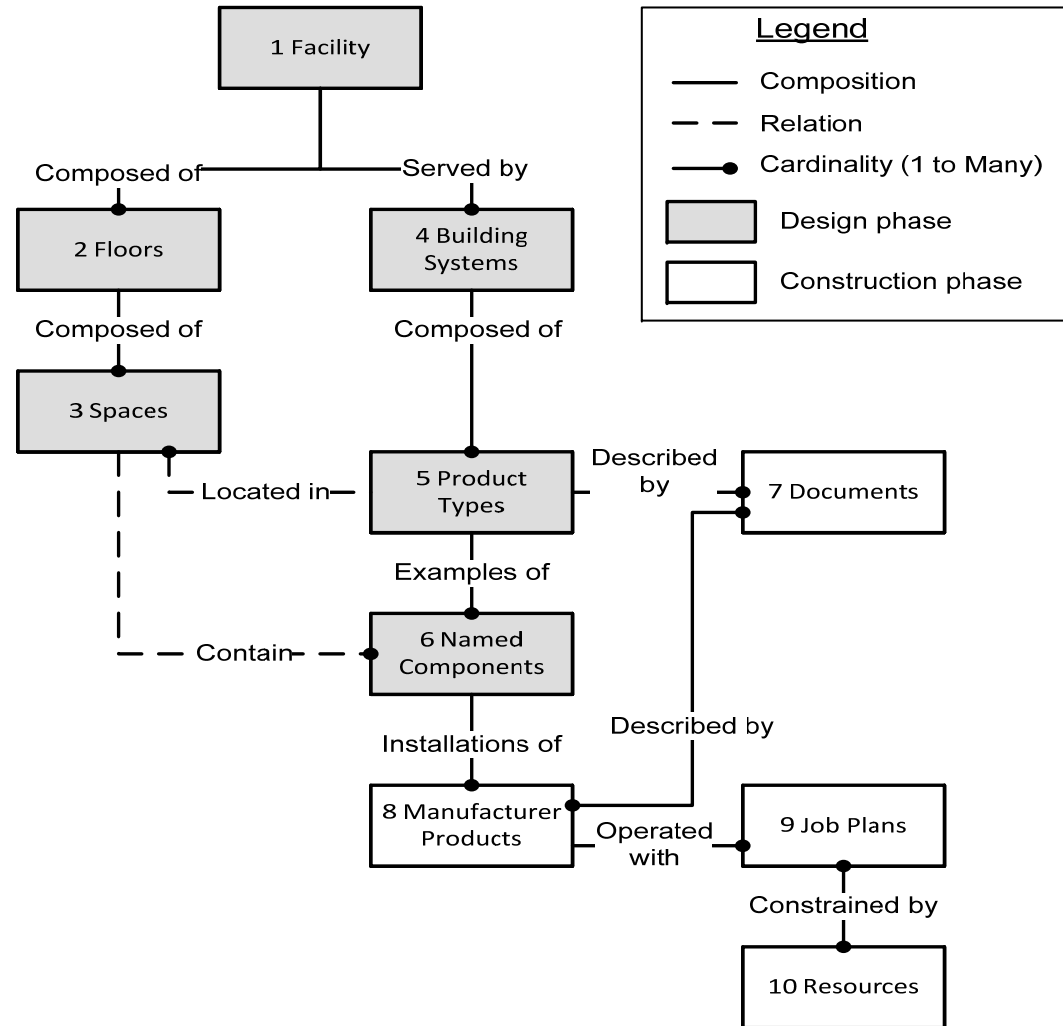 1 Facility
Legend
Composition
Relation
Cardinality (1 to Many)
Design phase
Construction phase
Composed of
Served by
2 Floors
4 Building
Systems
Composed of
Composed of
3 Spaces
Located in
5 Product
Types
Described
by
7 Documents
Examples of
Contain
6 Named
Components
Installations of
Described by
8 Manufacturer
Products
Operated
with
9 Job Plans
Constrained by
10 Resources